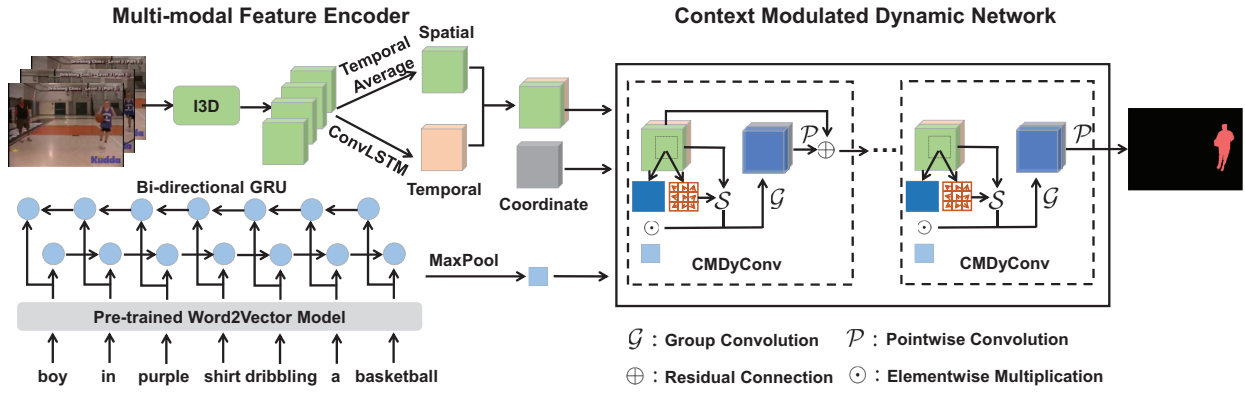 Multi-modal Feature Encoder
Context Modulated Dynamic Network
Spatial
Temporal
Average
I3D
ConvLSTM
Kudda
Temporal
Coordinate
Bi-directional GRU
MaxPool
Pre-trained Word2Vector Model
boy in purple shirt dribbling a basketball
𝒫
𝒮
𝒢
CMDyConv
𝒫
𝒮
𝒢
CMDyConv
𝒢 : Group Convolution 𝒫 : Pointwise Convolution
⊕ : Residual Connection ⊙ : Elementwise Multiplication